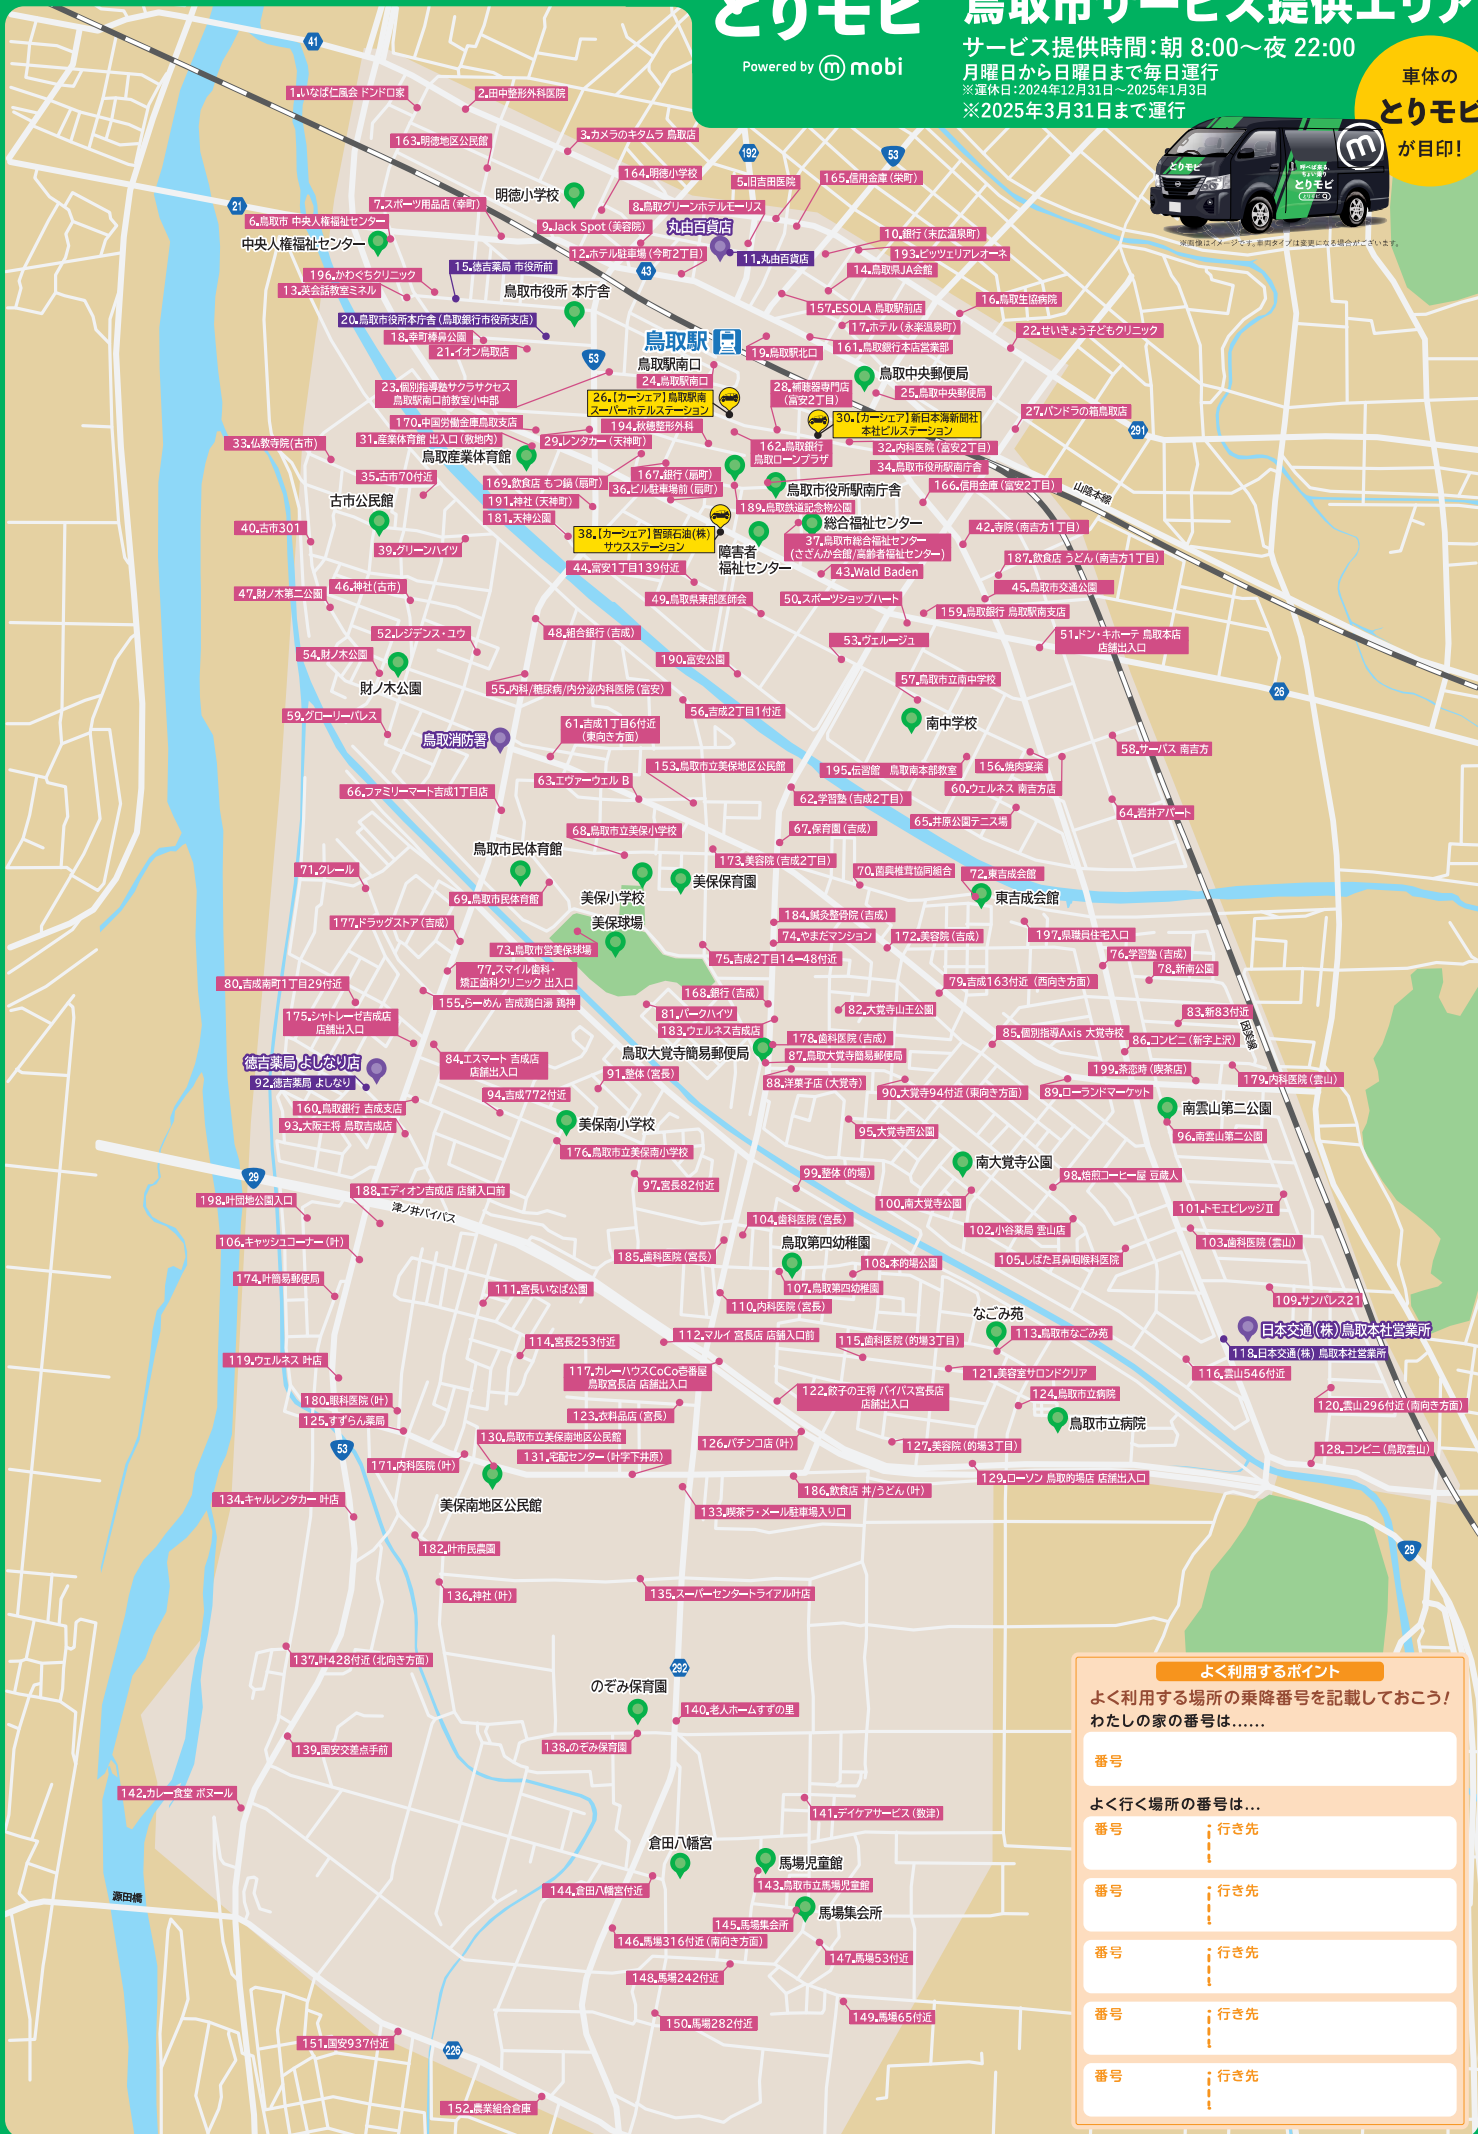 とりモビ
Powered by mobi
鳥取市サービス提供エリア
サービス提供時間：朝 8:00～夜 22:00
月曜日から日曜日まで毎日運行
※運休日：2024年12月31日～2025年1月3日
※2025年3月31日まで運行
車体の
とりモビ
が目印！
※画像はイメージです。車両タイプは変更になる場合がございます。
41
1.いなば仁風会 ドンドロ家
2.田中整形外科医院
163.明徳地区公民館
3.カメラのキタムラ 鳥取店
192
53
164.明徳小学校
5.旧吉田医院
165.信用金庫（栄町）
明徳小学校
21
7.スポーツ用品店（幸町）
8.鳥取グリーンホテルモーリス
6.鳥取市 中央人権福祉センター
9.Jack Spot（美容院）
丸由百貨店
10.銀行（末広温泉町）
中央人権福祉センター
12.ホテル駐車場（今町2丁目）
11.丸由百貨店
193.ピッツェリアレオーネ
43
196.かわぐちクリニック
15.徳吉薬局 市役所前
14.鳥取県JA会館
13.英会話教室ミネル
鳥取市役所 本庁舎
157.ESOLA 鳥取駅前店
16.鳥取生協病院
20.鳥取市役所本庁舎（鳥取銀行市役所支店）
17.ホテル（永楽温泉町）
22.せいきょう子どもクリニック
18.幸町棒鼻公園
鳥取駅
21.イオン鳥取店
19.鳥取駅北口
161.鳥取銀行本店営業部
53
鳥取駅南口
24.鳥取駅南口
鳥取中央郵便局
23.個別指導塾サクラサクセス
鳥取駅南口前教室小中部
26.【カーシェア】鳥取駅南
スーパーホテルステーション
28.補聴器専門店
（富安2丁目）
25.鳥取中央郵便局
30.【カーシェア】新日本海新聞社
本社ビルステーション
27.パンドラの箱鳥取店
291
170.中国労働金庫鳥取支店
194.秋穂整形外科
33.仏教寺院（古市）
31.産業体育館 出入口（敷地内）
29.レンタカー（天神町）
162.鳥取銀行
鳥取ローンプラザ
32.内科医院（富安2丁目）
鳥取産業体育館
34.鳥取市役所駅南庁舎
35.古市70付近
167.銀行（扇町）
169.飲食店 もつ鍋（扇町）
36.ビル駐車場前（扇町）
鳥取市役所駅南庁舎
166.信用金庫（富安2丁目）
山陰本線
古市公民館
191.神社（天神町）
189.鳥取鉄道記念物公園
181.天神公園
総合福祉センター
40.古市301
42.寺院（南吉方1丁目）
39.グリーンハイツ
38.【カーシェア】智頭石油（株）
サウスステーション
障害者
福祉センター
37.鳥取市総合福祉センター
（さざんか会館/高齢者福祉センター）
187.飲食店 うどん（南吉方1丁目）
44.富安1丁目139付近
43.Wald Baden
47.財ノ木第二公園
46.神社（古市）
45.鳥取市交通公園
49.鳥取県東部医師会
50.スポーツショップハート
159.鳥取銀行 鳥取駅南支店
52.レジデンス・ユウ
48.組合銀行（吉成）
53.ヴェルージュ
51.ドン・キホーテ 鳥取本店
店舗出入口
54.財ノ木公園
190.富安公園
財ノ木公園
55.内科/糖尿病/内分泌内科医院（富安）
57.鳥取市立南中学校
26
59.グローリーパレス
56.吉成2丁目1付近
61.吉成1丁目6付近
（東向き方面）
南中学校
鳥取消防署
58.サーパス 南吉方
63.エヴァーウェル B
153.鳥取市立美保地区公民館
195.伝習館 鳥取南本部教室
156.焼肉宴楽
66.ファミリーマート吉成1丁目店
60.ウェルネス 南吉方店
62.学習塾（吉成2丁目）
65.井原公園テニス場
64.岩井アパート
68.鳥取市立美保小学校
67.保育園（吉成）
鳥取市民体育館
173.美容院（吉成2丁目）
71.クレール
70.菌興椎茸協同組合
72.東吉成会館
美保保育園
69.鳥取市民体育館
美保小学校
東吉成会館
177.ドラッグストア（吉成）
美保球場
184.鍼灸整骨院（吉成）
74.やまだマンション
172.美容院（吉成）
197.県職員住宅入口
73.鳥取市営美保球場
75.吉成2丁目14ー48付近
76.学習塾（吉成）
77.スマイル歯科・
矯正歯科クリニック 出入口
78.新南公園
80.吉成南町1丁目29付近
168.銀行（吉成）
79.吉成163付近（西向き方面）
155.らーめん 吉成鶏白湯 鶏神
82.大覚寺山王公園
81.パークハイツ
83.新83付近
175.シャトレーゼ吉成店
店舗出入口
183.ウェルネス吉成店
178.歯科医院（吉成）
85.個別指導Axis 大覚寺校
86.コンビニ（新字上沢）
因美線
鳥取大覚寺簡易郵便局
87.鳥取大覚寺簡易郵便局
徳吉薬局 よしなり店
84.エスマート 吉成店
店舗出入口
199.茶恋時（喫茶店）
92.徳吉薬局 よしなり
91.整体（宮長）
88.洋菓子店（大覚寺）
179.内科医院（雲山）
94.吉成772付近
90.大覚寺94付近（東向き方面）
89.ローランドマーケット
160.鳥取銀行 吉成支店
南雲山第二公園
93.大阪王将 鳥取吉成店
美保南小学校
95.大覚寺西公園
96.南雲山第二公園
176.鳥取市立美保南小学校
南大覚寺公園
29
99.整体（的場）
98.焙煎コーヒー屋 豆蔵人
188.エディオン吉成店 店舗入口前
97.宮長82付近
198.叶団地公園入口
津ノ井バイパス
100.南大覚寺公園
101.トモエビレッジⅡ
104.歯科医院（宮長）
102.小谷薬局 雲山店
106.キャッシュコーナー（叶）
鳥取第四幼稚園
103.歯科医院（雲山）
185.歯科医院（宮長）
108.本的場公園
105.しばた耳鼻咽喉科医院
174.叶簡易郵便局
111.宮長いなば公園
107.鳥取第四幼稚園
109.サンパレス21
110.内科医院（宮長）
なごみ苑
114.宮長253付近
112.マルイ 宮長店 店舗入口前
115.歯科医院（的場3丁目）
113.鳥取市なごみ苑
日本交通（株）鳥取本社営業所
118.日本交通（株） 鳥取本社営業所
119.ウェルネス 叶店
117.カレーハウスCoCo壱番屋
鳥取宮長店 店舗出入口
121.美容室サロンドクリア
116.雲山546付近
122.餃子の王将 バイパス宮長店
店舗出入口
124.鳥取市立病院
180.眼科医院（叶）
120.雲山296付近（南向き方面）
125.すずらん薬局
123.衣料品店（宮長）
鳥取市立病院
130.鳥取市立美保南地区公民館
126.パチンコ店（叶）
127.美容院（的場3丁目）
128.コンビニ（鳥取雲山）
53
131.宅配センター（叶字下井原）
171.内科医院（叶）
129.ローソン 鳥取的場店 店舗出入口
134.キャルレンタカー 叶店
美保南地区公民館
186.飲食店 丼/うどん（叶）
133.喫茶ラ・メール駐車場入り口
182.叶市民農園
29
136.神社（叶）
135.スーパーセンタートライアル叶店
137.叶428付近（北向き方面）
292
のぞみ保育園
140.老人ホームすずの里
138.のぞみ保育園
139.国安交差点手前
142.カレー食堂 ボヌール
141.デイケアサービス（数津）
倉田八幡宮
馬場児童館
144.倉田八幡宮付近
143.鳥取市立馬場児童館
源田橋
145.馬場集会所
馬場集会所
146.馬場316付近（南向き方面）
147.馬場53付近
148.馬場242付近
150.馬場282付近
149.馬場65付近
151.国安937付近
226
152.農業組合倉庫
よく利用するポイント
よく利用する場所の乗降番号を記載しておこう！
わたしの家の番号は……
番号
よく行く場所の番号は…
番号 行き先
番号 行き先
番号 行き先
番号 行き先
番号 行き先